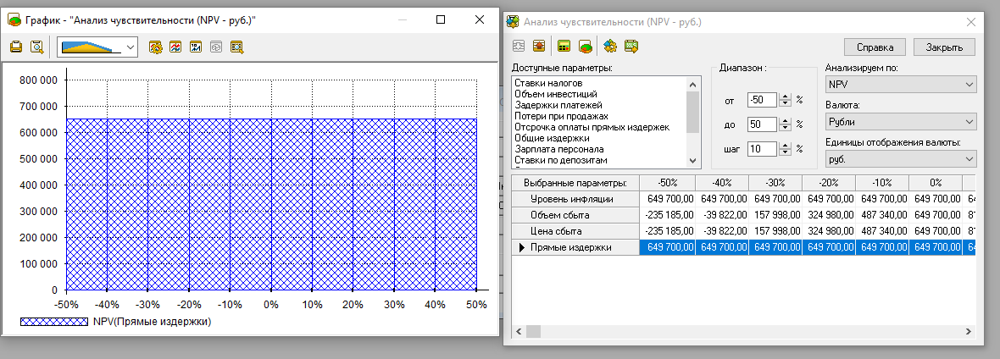 График - "Анализ чувствительности (NPV - руб.)"
800 000
700 000
600 000
500 000
400 000
300 000
200 000
100 000
0
-50% -40% -30% -20% -10% 0% 10% 20% 30% 40% 50%
NPV(Прямые издержки)
Анализ чувствительности (NPV - руб.)
Справка Закрыть
Доступные параметры:
Ставки налогов
Объем инвестиций
Задержки платежей
Потери при продажах
Отсрочка оплаты прямых издержек
Общие издержки
Зарплата персонала
Ставки по депозитам
Диапазон :
от -50 %
до 50 %
шаг 10 %
Анализируем по:
NPV
Валюта:
Рубли
Единицы отображения валюты:
руб.
Выбранные параметры: -50% -40% -30% -20% -10% 0%
Уровень инфляции 649 700,00 649 700,00 649 700,00 649 700,00 649 700,00 649 700,00
Объем сбыта -235 185,00 -39 822,00 157 998,00 324 980,00 487 340,00 649 700,00
Цена сбыта -235 185,00 -39 822,00 157 998,00 324 980,00 487 340,00 649 700,00
Прямые издержки 649 700,00 649 700,00 649 700,00 649 700,00 649 700,00 649 700,00